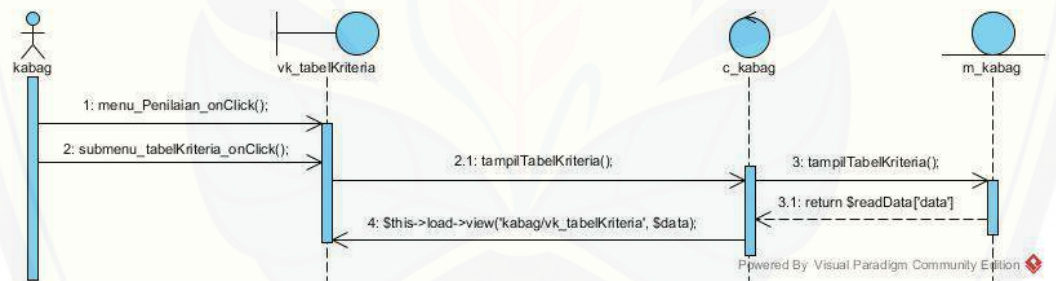 kabag
vk_tabelKriteria
c_kabag
m_kabag
1: menu_Penilaian_onClick();
2: submenu_tabelKriteria_onClick();
2.1: tampilTabelKriteria();
3: tampilTabelKriteria();
3.1: return $readData['data']
4: $this->load->view('kabag/vk_tabelKriteria', $data);
Powered By Visual Paradigm Community Edition